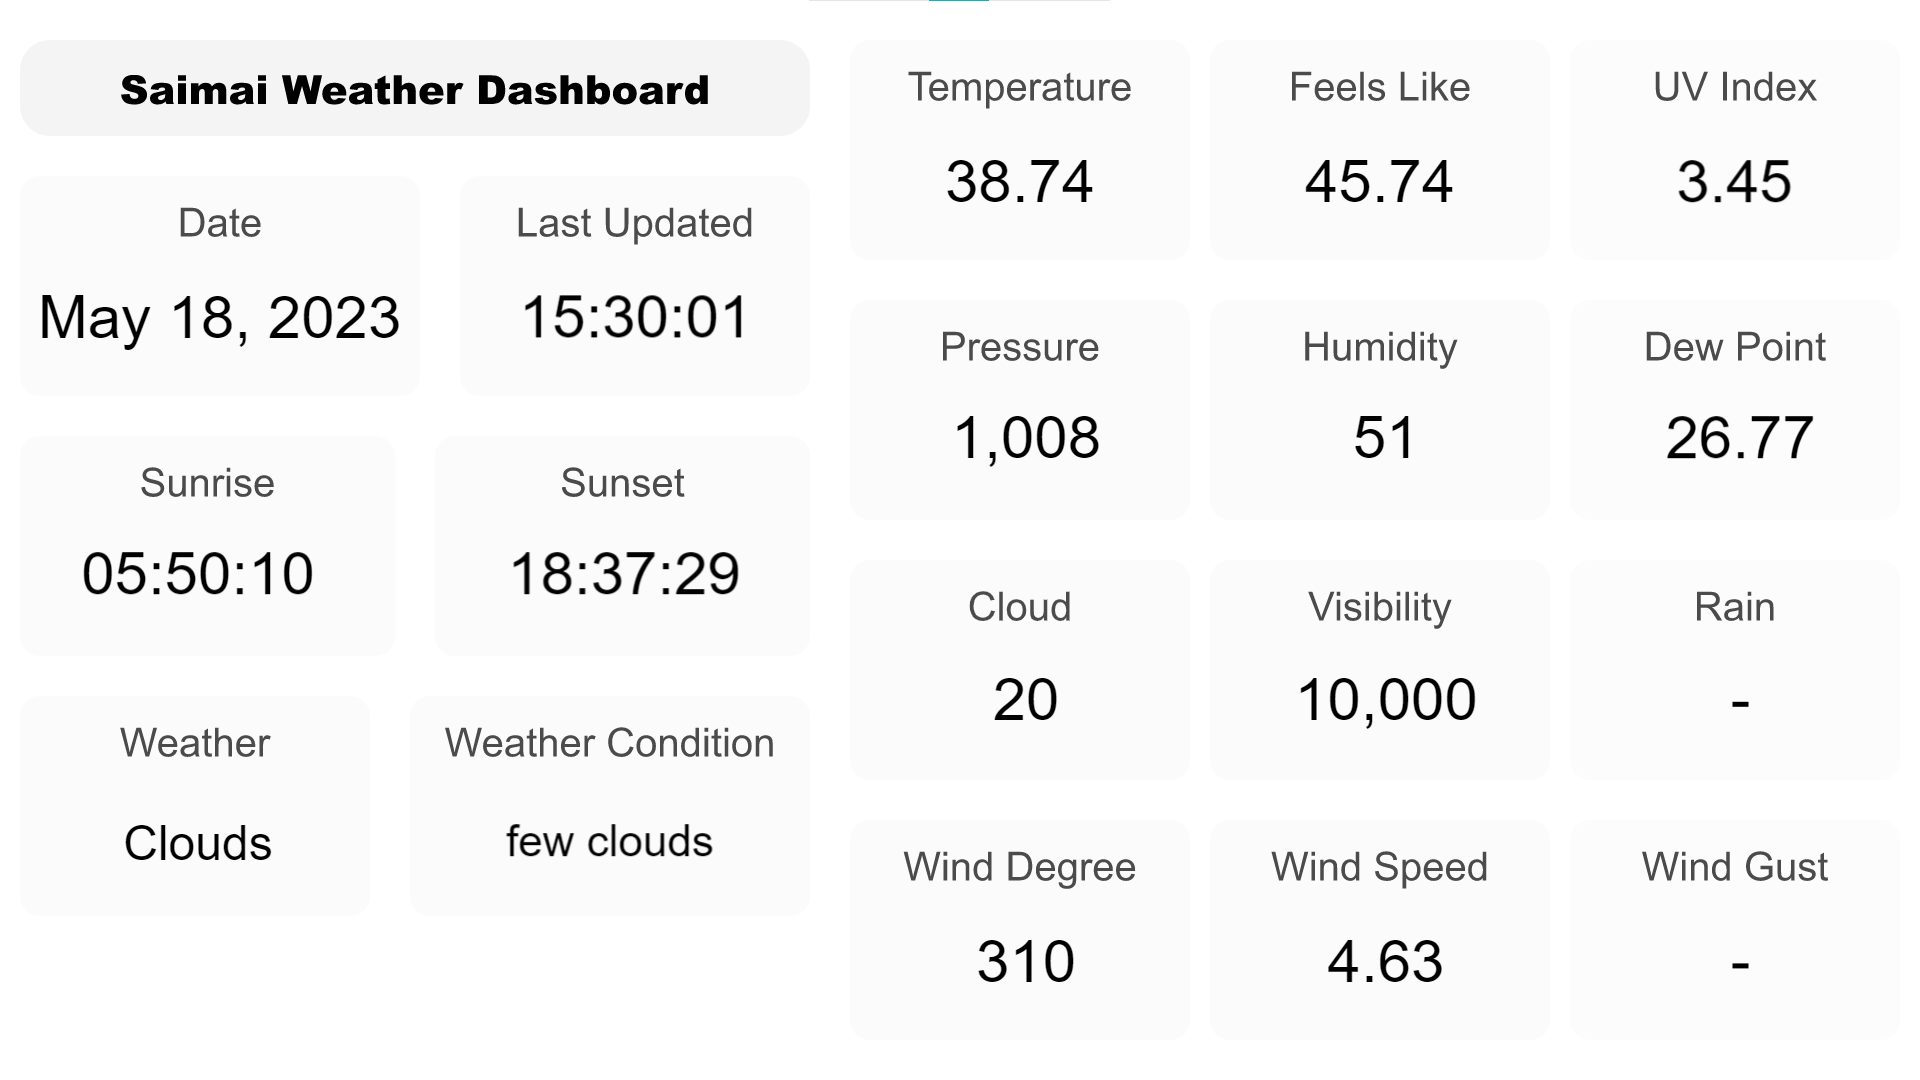 Saimai Weather Dashboard
Date
May 18, 2023
Last Updated
15:30:01
Sunrise
05:50:10
Sunset
18:37:29
Weather
Clouds
Weather Condition
few clouds
Temperature
38.74
Feels Like
45.74
UV Index
3.45
Pressure
1,008
Humidity
51
Dew Point
26.77
Cloud
20
Visibility
10,000
Rain
-
Wind Degree
310
Wind Speed
4.63
Wind Gust
-